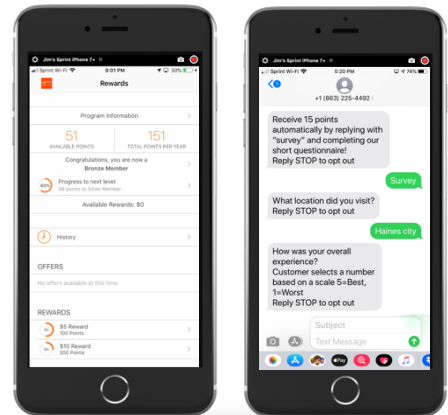 Jim's Sprint iPhone 7+
Sprint Wi-Fi 8:01 PM 30%
Rewards
Program Information
51
AVAILABLE POINTS
151
TOTAL POINTS PER YEAR
Congratulations, you are now a
Bronze Member
Progress to next level
Available Rewards: $0
History
OFFERS
No offers available at this time
REWARDS
$5 Reward
100 Points
$10 Reward
200 Points
Jim's Sprint iPhone 7+
Sprint Wi-Fi 5:20 PM 74%
+1 (863) 225-4492
Receive 15 points
automatically by replying with
"survey" and completing our
short questionnaire!
Reply STOP to opt out
Survey
What location did you visit?
Reply STOP to opt out
Haines city
How was your overall
experience?
Customer selects a number
based on a scale 5=Best,
1=Worst
Reply STOP to opt out
Subject
Text Message
Pay